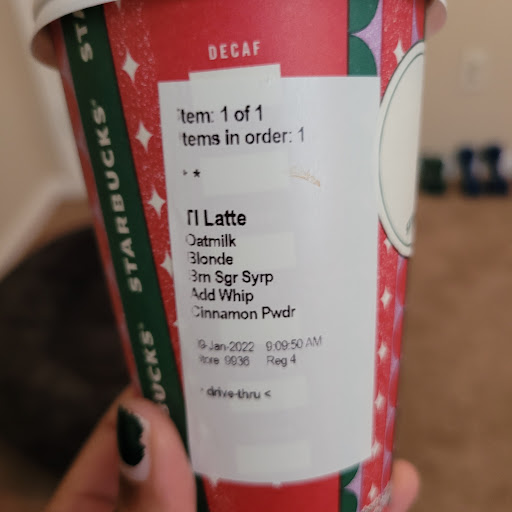 DECAF
Item: 1 of 1
Items in order: 1
*
Tl Latte
Oatmilk
Blonde
Brn Sgr Syrp
Add Whip
Cinnamon Pwdr
9-Jan-2022 9:09:50 AM
Store 9936 Reg 4
drive-thru <
STARBUCKS